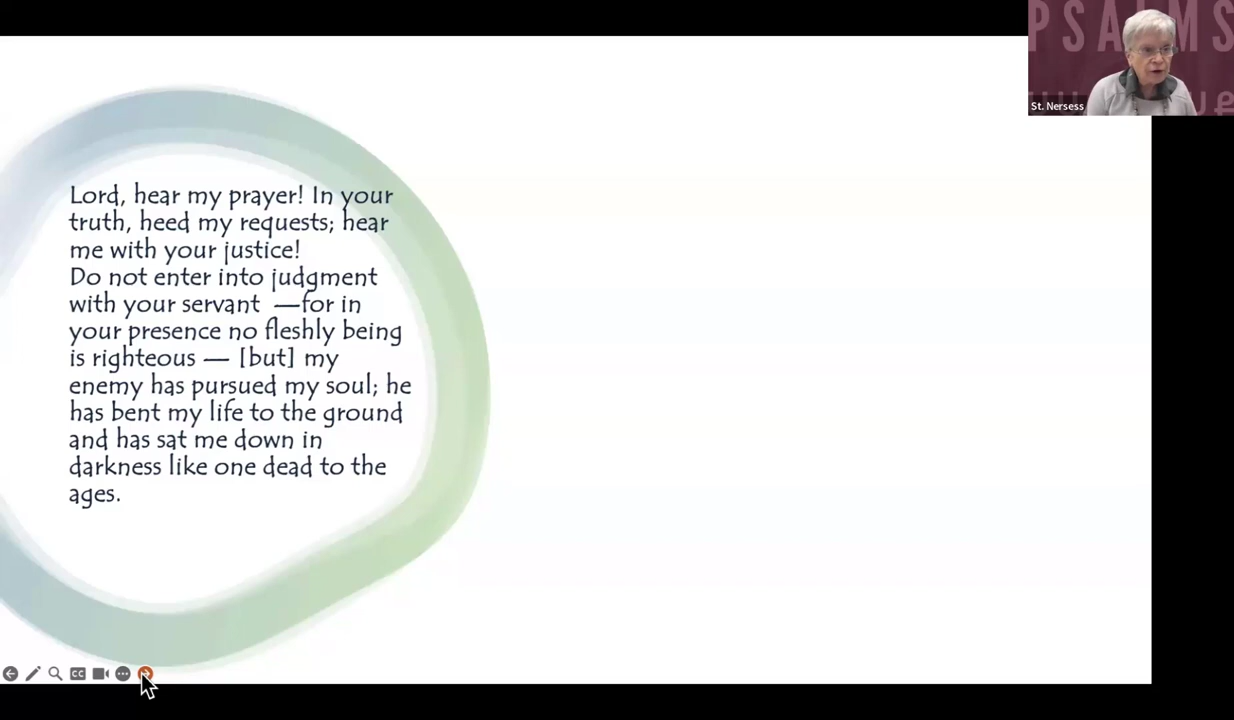 PSALMS
St. Nersess
Lord, hear my prayer! In your
truth, heed my requests; hear
me with your justice!
Do not enter into judgment
with your servant —for in
your presence no fleshly being
is righteous — [but] my
enemy has pursued my soul; he
has bent my life to the ground
and has sat me down in
darkness like one dead to the
ages.
CC